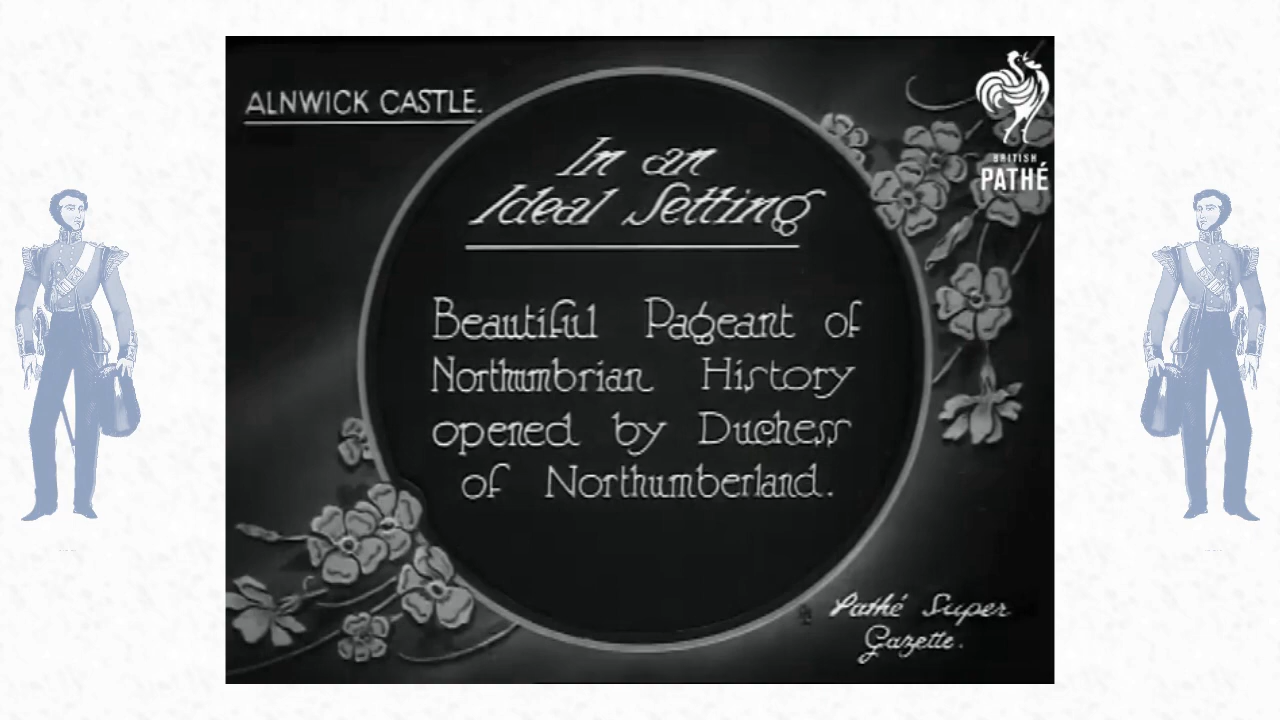 ALNWICK CASTLE.
BRITISH
PATHÉ
In an
Ideal Setting
Beautiful Pageant of
Northumbrian History
opened by Duchess
of Northumberland.
Pathé Super
Gazette.